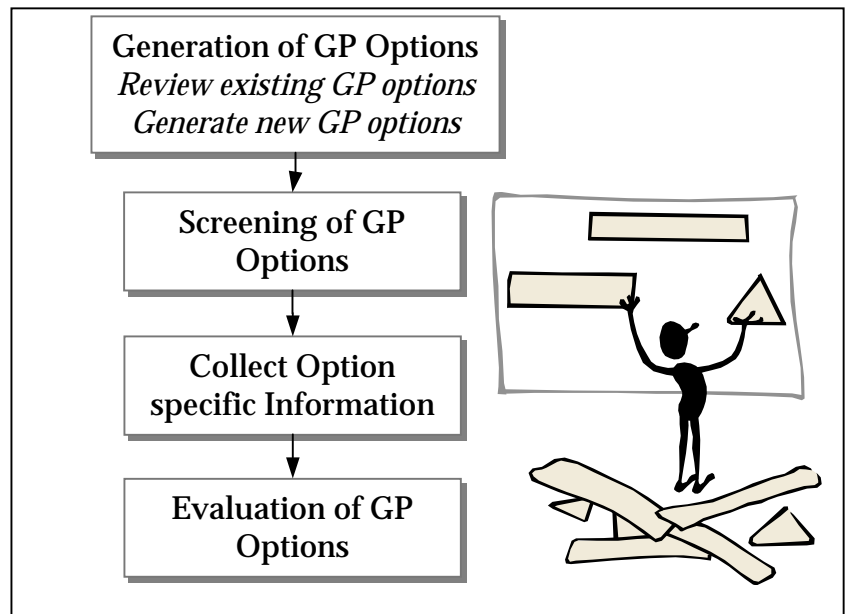 Generation of GP Options
Review existing GP options
Generate new GP options
Screening of GP
Options
Collect Option
specific Information
Evaluation of GP
Options